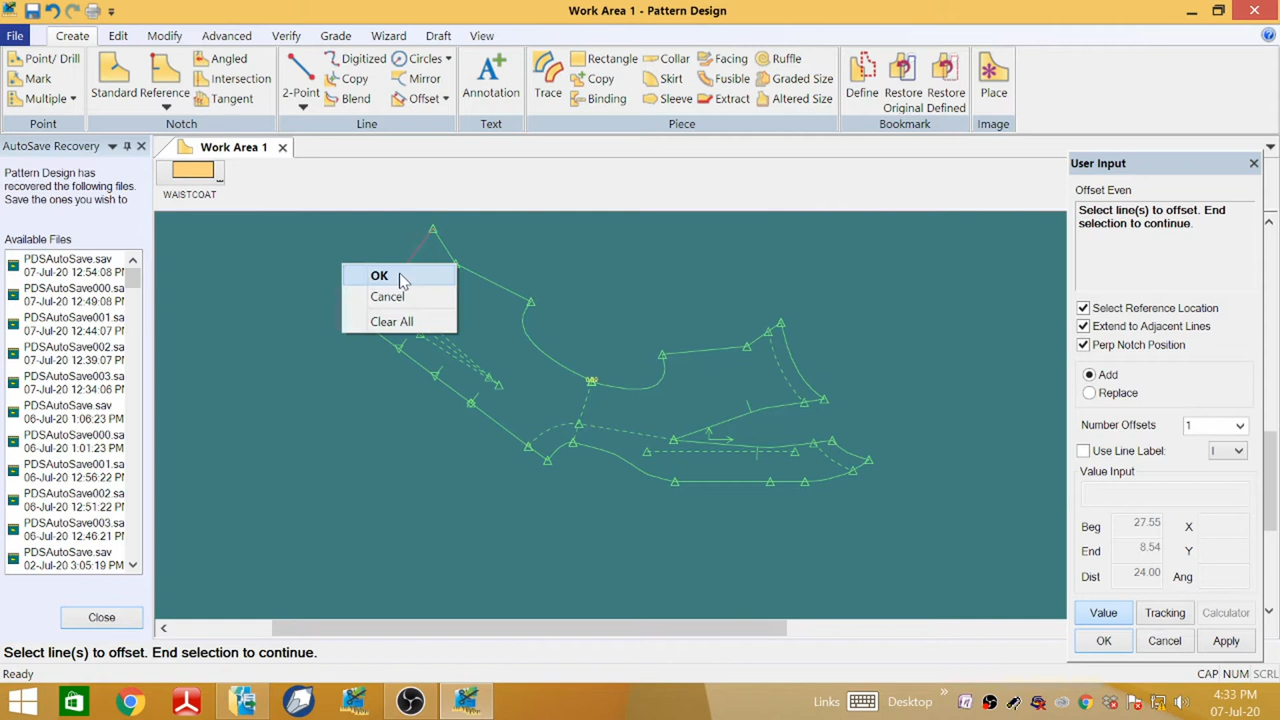 Work Area 1 - Pattern Design
File
Create
Edit
Modify
Advanced
Verify
Grade
Wizard
Draft
View
Point/ Drill
Mark
Multiple
Point
Standard
Reference
Angled
Intersection
Tangent
Notch
2-Point
Digitized
Copy
Blend
Circles
Mirror
Offset
Line
Annotation
Text
Trace
Rectangle
Copy
Binding
Collar
Skirt
Sleeve
Facing
Fusible
Extract
Ruffle
Graded Size
Altered Size
Piece
Define
Restore Original
Restore Defined
Bookmark
Place
Image
AutoSave Recovery
Pattern Design has
recovered the following files.
Save the ones you wish to
Available Files
PDSAutoSave.sav
07-Jul-20 12:54:08 PM
PDSAutoSave000.sa
07-Jul-20 12:49:08 PM
PDSAutoSave001.sa
07-Jul-20 12:44:07 PM
PDSAutoSave002.sa
07-Jul-20 12:39:07 PM
PDSAutoSave003.sa
07-Jul-20 12:34:06 PM
PDSAutoSave.sav
06-Jul-20 1:06:23 PM
PDSAutoSave000.sa
06-Jul-20 1:01:23 PM
PDSAutoSave001.sa
06-Jul-20 12:56:22 PM
PDSAutoSave002.sa
06-Jul-20 12:51:22 PM
PDSAutoSave003.sa
06-Jul-20 12:46:21 PM
PDSAutoSave.sav
02-Jul-20 3:05:19 PM
Close
Work Area 1
WAISTCOAT
OK
Cancel
Clear All
User Input
Offset Even
Select line(s) to offset. End
selection to continue.
Select Reference Location
Extend to Adjacent Lines
Perp Notch Position
Add
Replace
Number Offsets 1
Use Line Label: I
Value Input
Beg 27.55 X
End 8.54 Y
Dist 24.00 Ang
Value Tracking Calculator
OK Cancel Apply
Select line(s) to offset. End selection to continue.
Ready
CAP NUM SCRL
Links
Desktop
4:33 PM
07-Jul-20